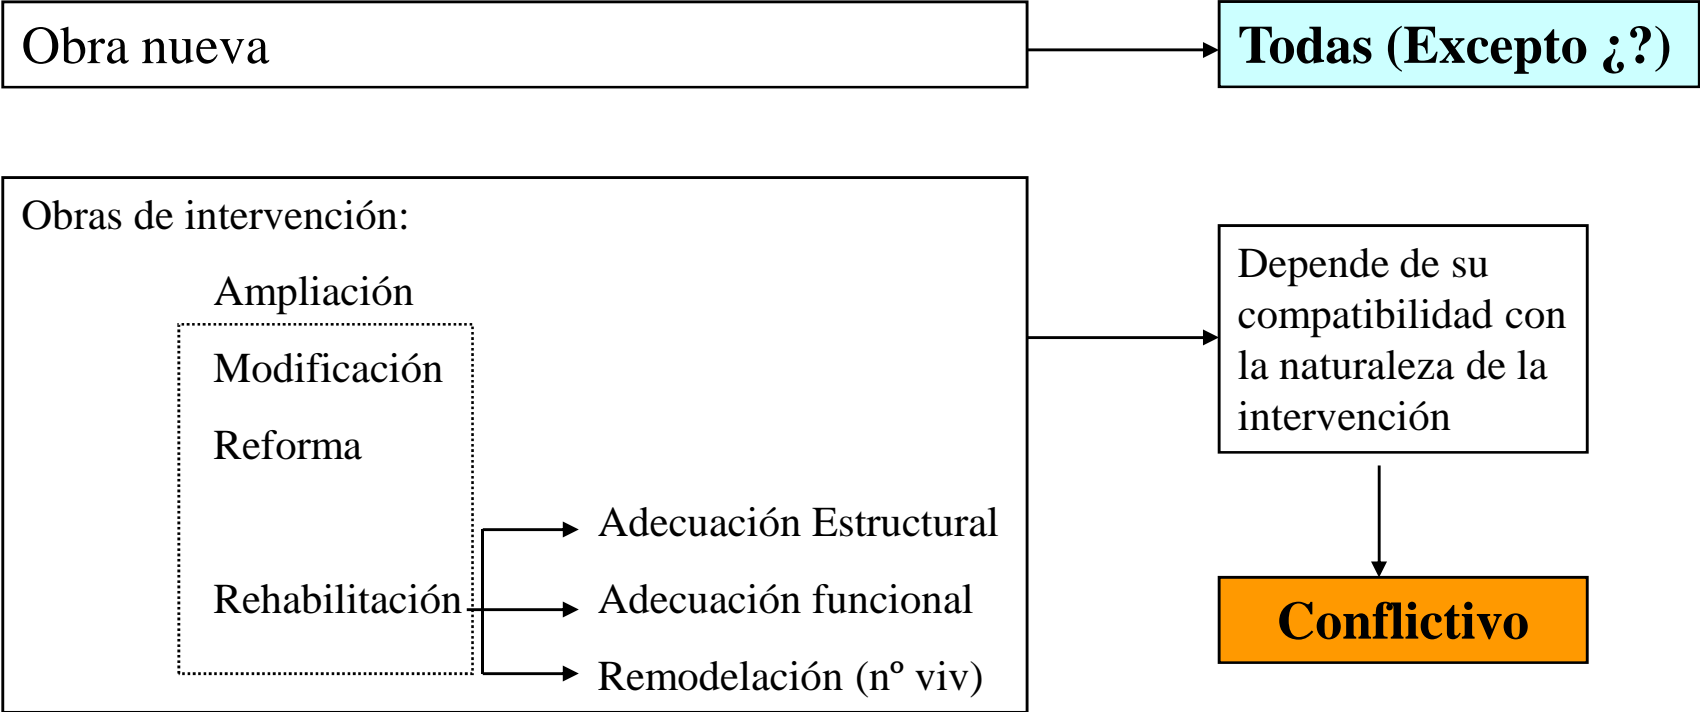 Obra nueva
Todas (Excepto ¿?)
Obras de intervención:
Ampliación
Modificación
Reforma
Rehabilitación
Adecuación Estructural
Adecuación funcional
Remodelación (nº viv)
Depende de su
compatibilidad con
la naturaleza de la
intervención
Conflictivo